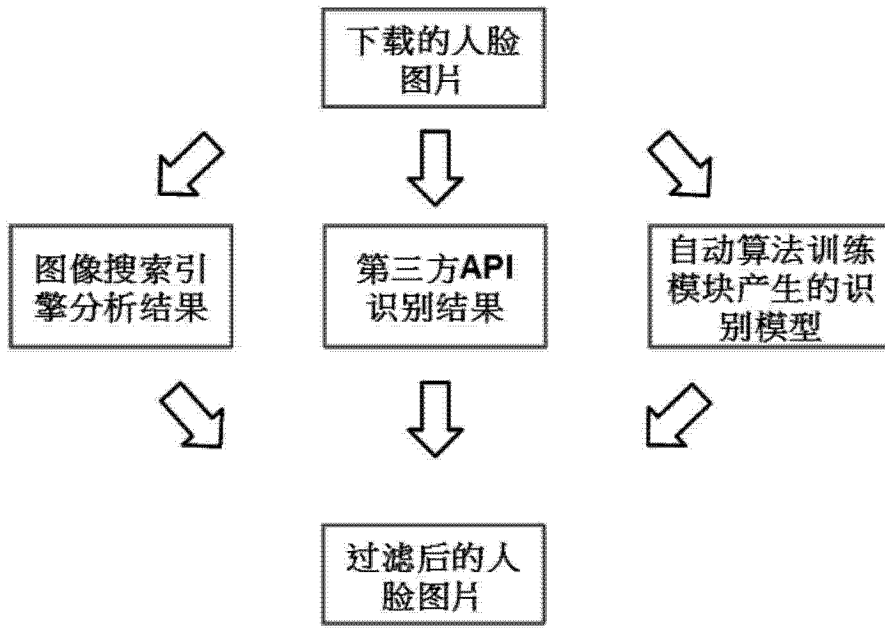 下载的人脸
图片
图像搜索引
擎分析结果
第三方API
识别结果
自动算法训练
模块产生的识
别模型
过滤后的人
脸图片